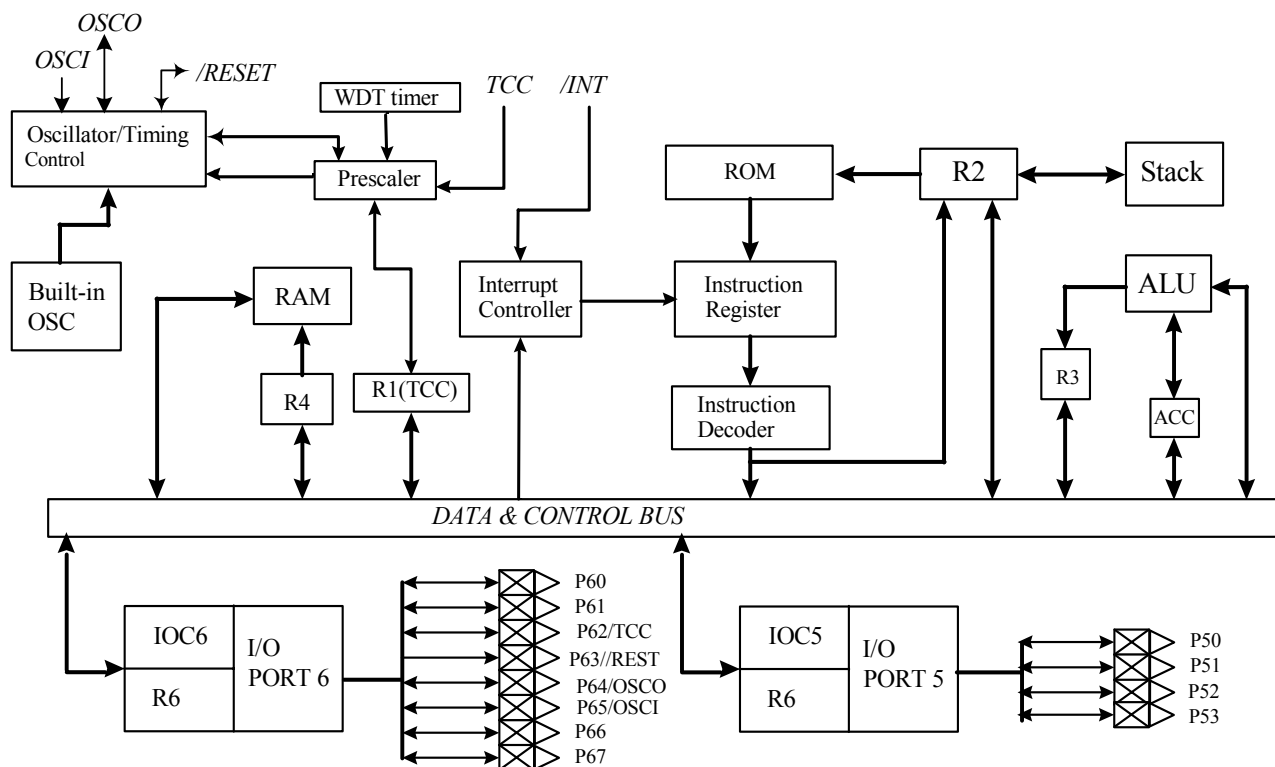 OSCO
OSCI
/RESET
WDT timer
TCC
/INT
Oscillator/Timing
Control
Prescaler
ROM
R2
Stack
Built-in
OSC
RAM
Interrupt
Controller
Instruction
Register
ALU
R4
R1(TCC)
Instruction
Decoder
R3
ACC
DATA & CONTROL BUS
IOC6
R6
I/O
PORT 6
P60
P61
P62/TCC
P63//REST
P64/OSCO
P65/OSCI
P66
P67
IOC5
R6
I/O
PORT 5
P50
P51
P52
P53